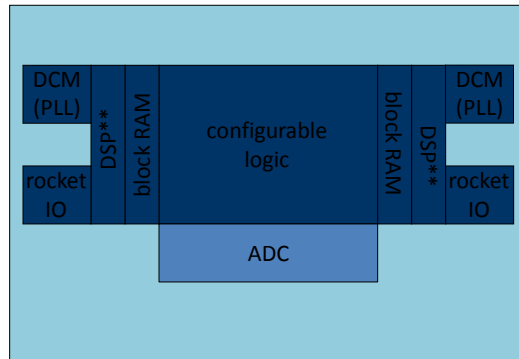 DCM
(PLL)
rocket
IO
DSP**
block RAM
configurable
logic
block RAM
DSP**
DCM
(PLL)
rocket
IO
ADC